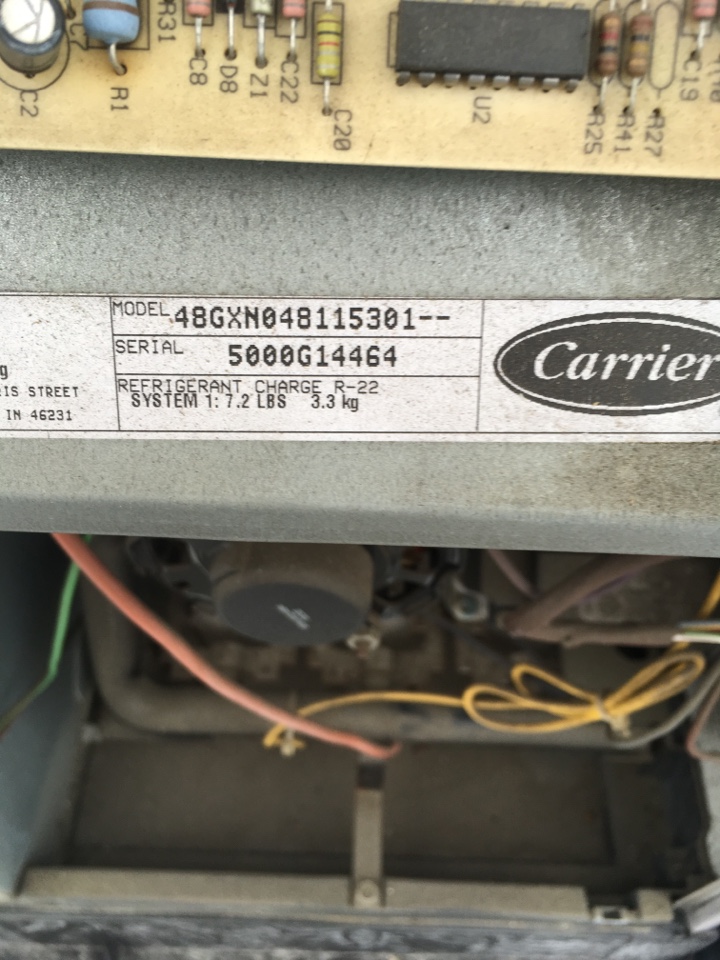 C7
R31
C2
R1
C8
D8
Z1
C22
C20
U2
R25
R41
R27
C19
MODEL 48GXN048115301--
SERIAL 5000G14464
REFRIGERANT CHARGE R-22
SYSTEM 1: 7.2 LBS 3.3 kg
g
IS STREET
IN 46231
Carrier